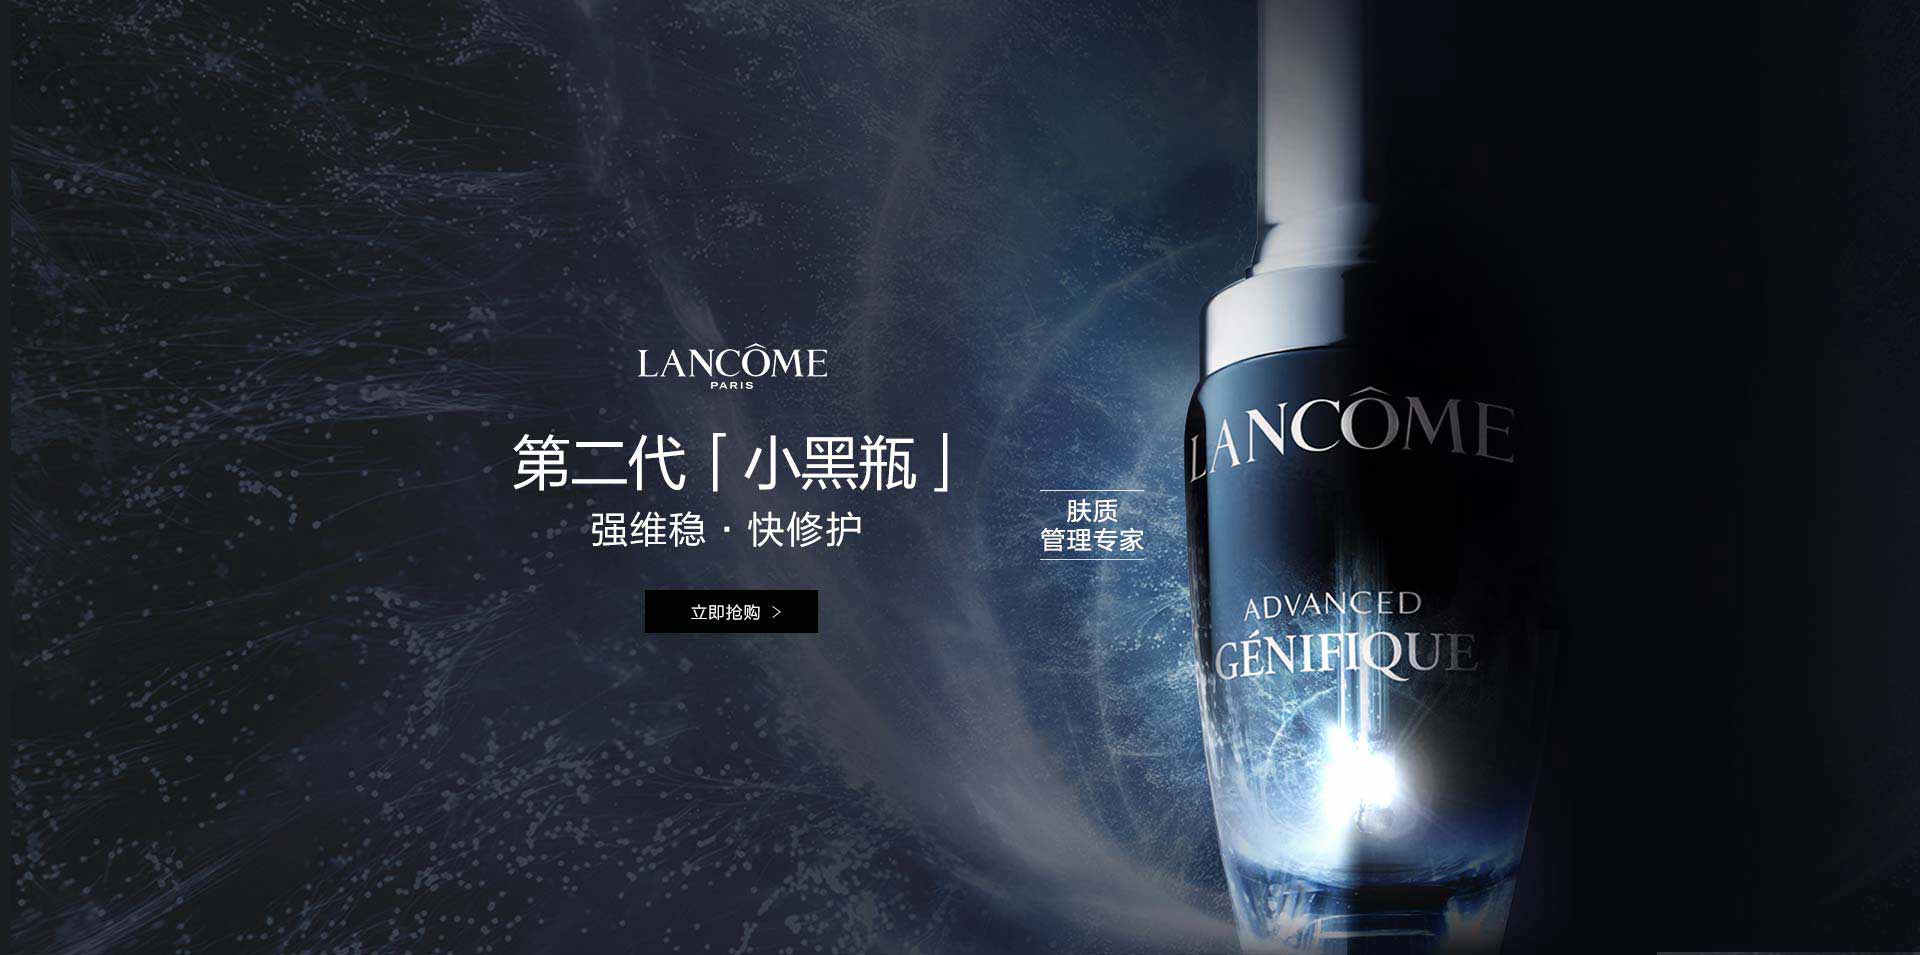 LANCÔME
PARIS
第二代「小黑瓶」
强维稳·快修护
立即抢购 >
肤质
管理专家
LANCÔME
ADVANCED
GÉNIFIQUE